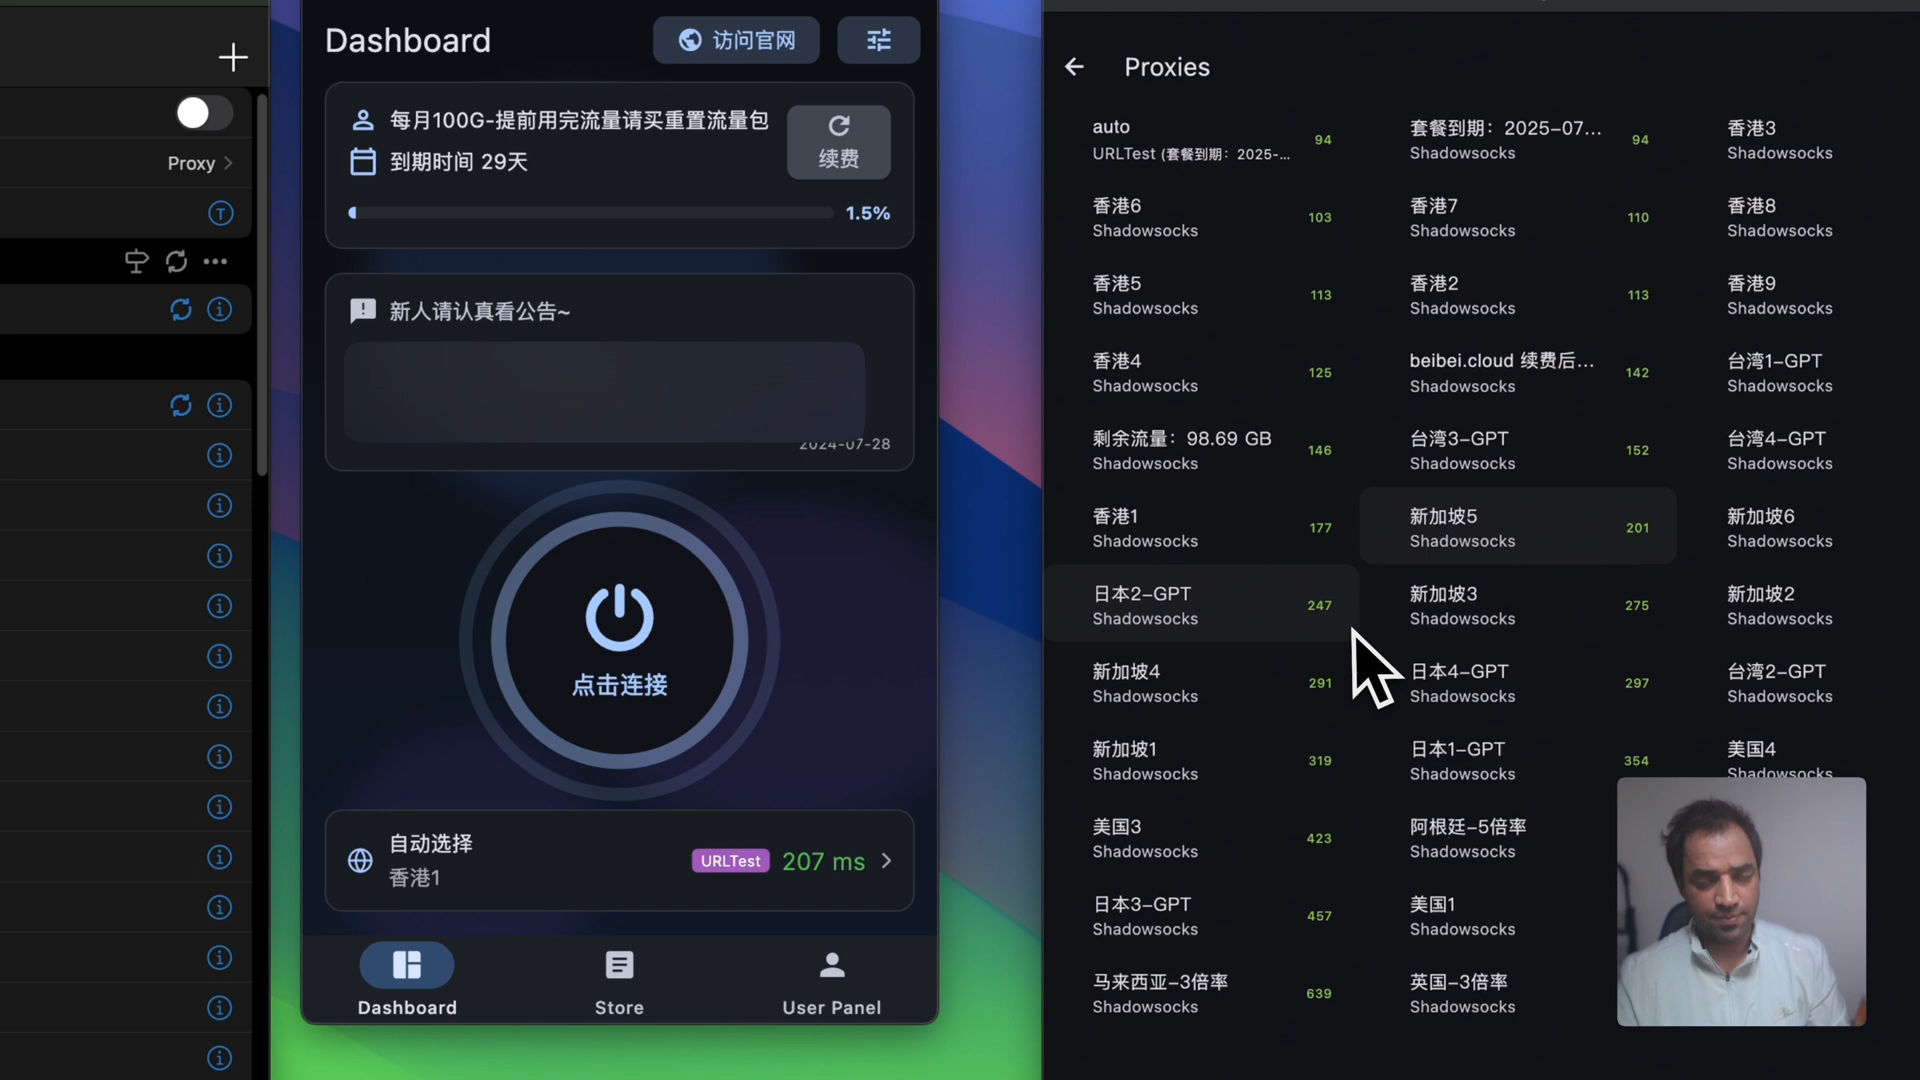 Proxy
T
Dashboard
访问官网
每月100G-提前用完流量请买重置流量包
到期时间 29天
续费
1.5%
新人请认真看公告~
2024-07-28
点击连接
自动选择
香港1
URLTest
207 ms
Dashboard
Store
User Panel
Proxies
auto
URLTest (套餐到期：2025-...
94
套餐到期：2025-07...
Shadowsocks
94
香港3
Shadowsocks
香港6
Shadowsocks
103
香港7
Shadowsocks
110
香港8
Shadowsocks
香港5
Shadowsocks
113
香港2
Shadowsocks
113
香港9
Shadowsocks
香港4
Shadowsocks
125
beibei.cloud 续费后...
Shadowsocks
142
台湾1-GPT
Shadowsocks
剩余流量：98.69 GB
Shadowsocks
146
台湾3-GPT
Shadowsocks
152
台湾4-GPT
Shadowsocks
香港1
Shadowsocks
177
新加坡5
Shadowsocks
201
新加坡6
Shadowsocks
日本2-GPT
Shadowsocks
247
新加坡3
Shadowsocks
275
新加坡2
Shadowsocks
新加坡4
Shadowsocks
291
日本4-GPT
Shadowsocks
297
台湾2-GPT
Shadowsocks
新加坡1
Shadowsocks
319
日本1-GPT
Shadowsocks
354
美国4
Shadowsocks
美国3
Shadowsocks
423
阿根廷-5倍率
Shadowsocks
日本3-GPT
Shadowsocks
457
美国1
Shadowsocks
马来西亚-3倍率
Shadowsocks
639
英国-3倍率
Shadowsocks